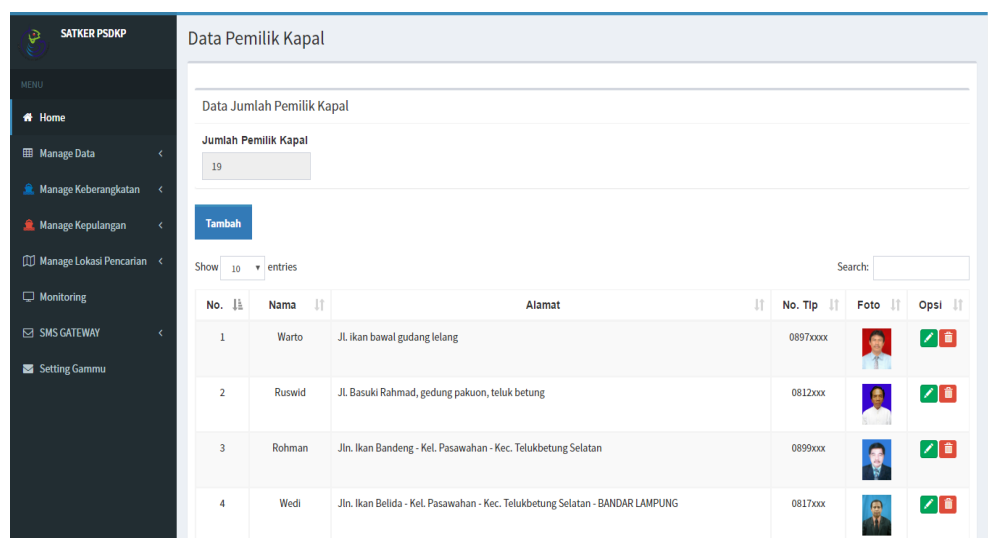 SATKER PSDKP
MENU
Home
Manage Data
Manage Keberangkatan
Manage Kepulangan
Manage Lokasi Pencarian
Monitoring
SMS GATEWAY
Setting Gammu
Data Pemilik Kapal
Data Jumlah Pemilik Kapal
Jumlah Pemilik Kapal
19
Tambah
Show 10 entries Search:
No. Nama Alamat No. Tlp Foto Opsi
1 Warto Jl. ikan bawal gudang lelang 0897xxxx
2 Ruswid Jl. Basuki Rahmad, gedung pakuon, teluk betung 0812xxx
3 Rohman Jln. Ikan Bandeng - Kel. Pasawahan - Kec. Telukbetung Selatan 0899xxx
4 Wedi Jln. Ikan Belida - Kel. Pasawahan - Kec. Telukbetung Selatan - BANDAR LAMPUNG 0817xxx